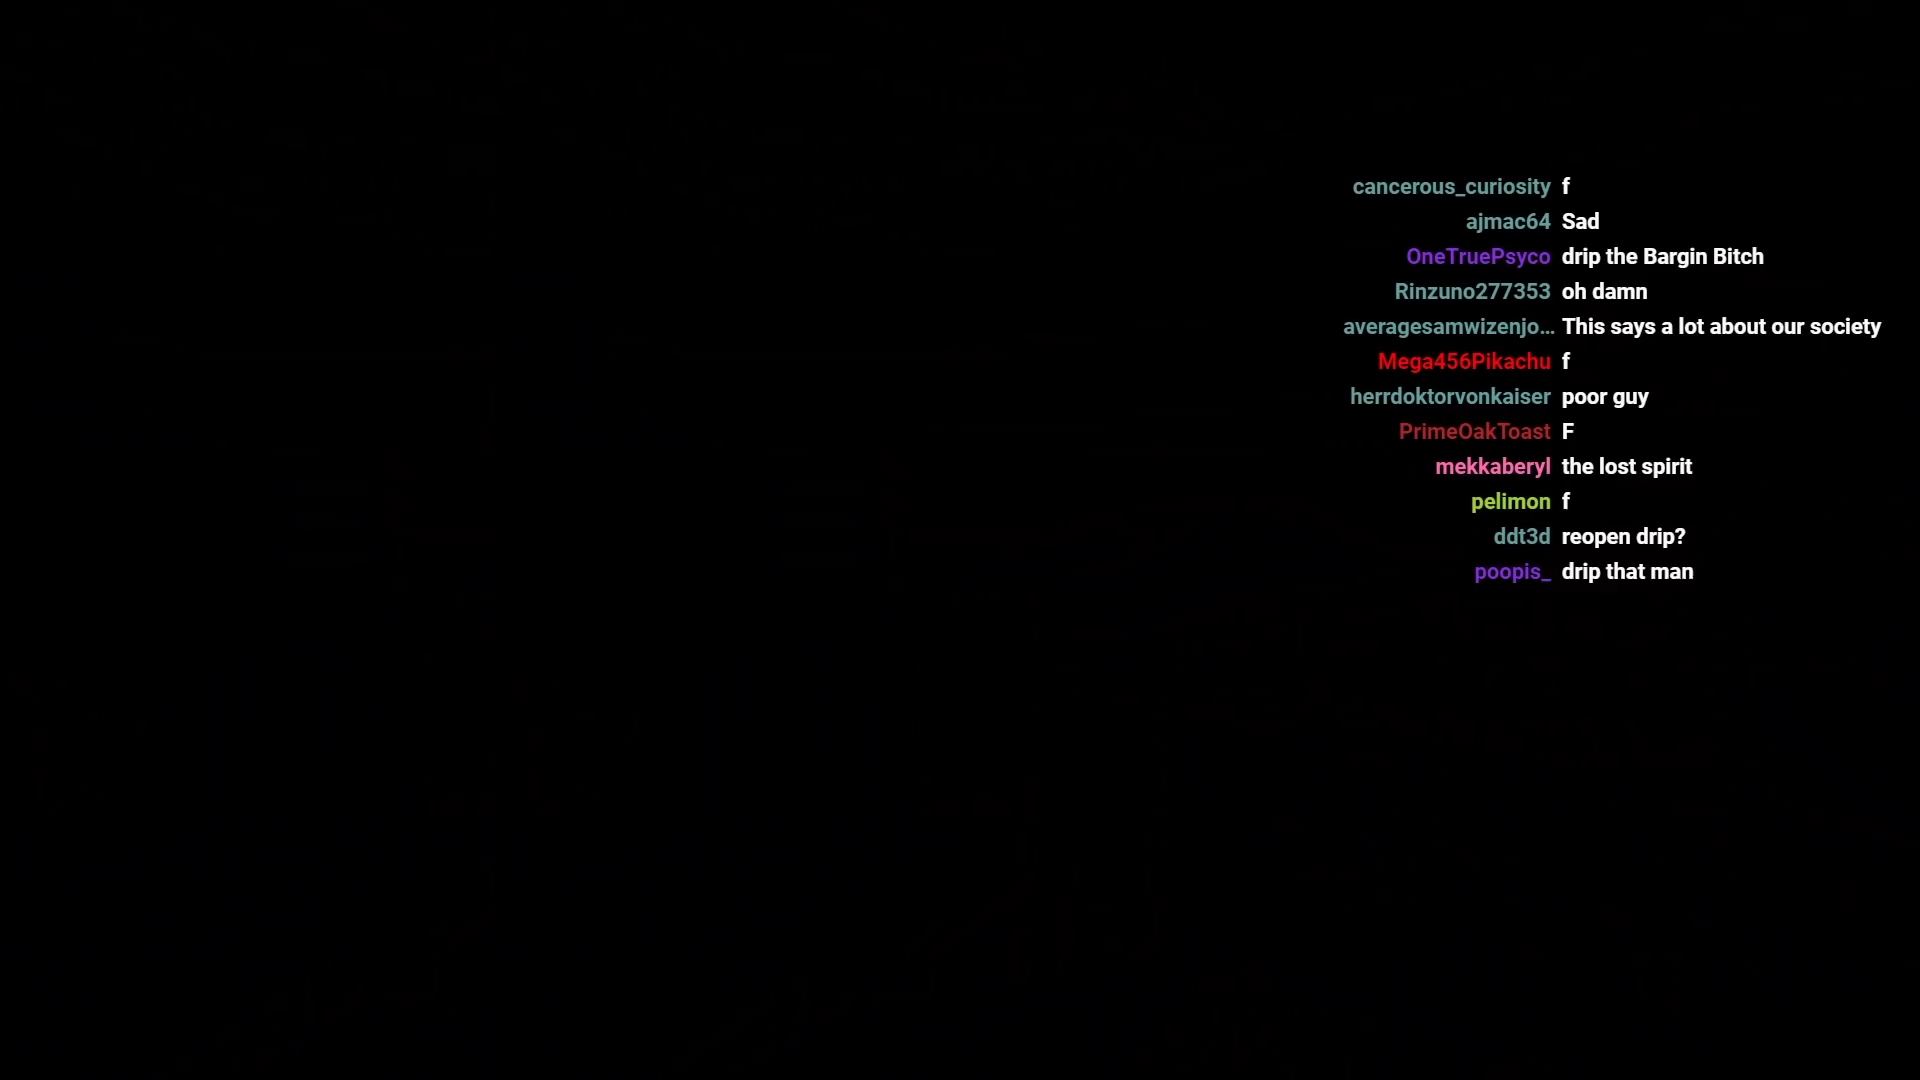 cancerous_curiosity f
ajmac64 Sad
OneTruePsyco drip the Bargin Bitch
Rinzuno277353 oh damn
averagesamwizenjo... This says a lot about our society
Mega456Pikachu f
herrdoktorvonkaiser poor guy
PrimeOakToast F
mekkaberyl the lost spirit
pelimon f
ddt3d reopen drip?
poopis_ drip that man